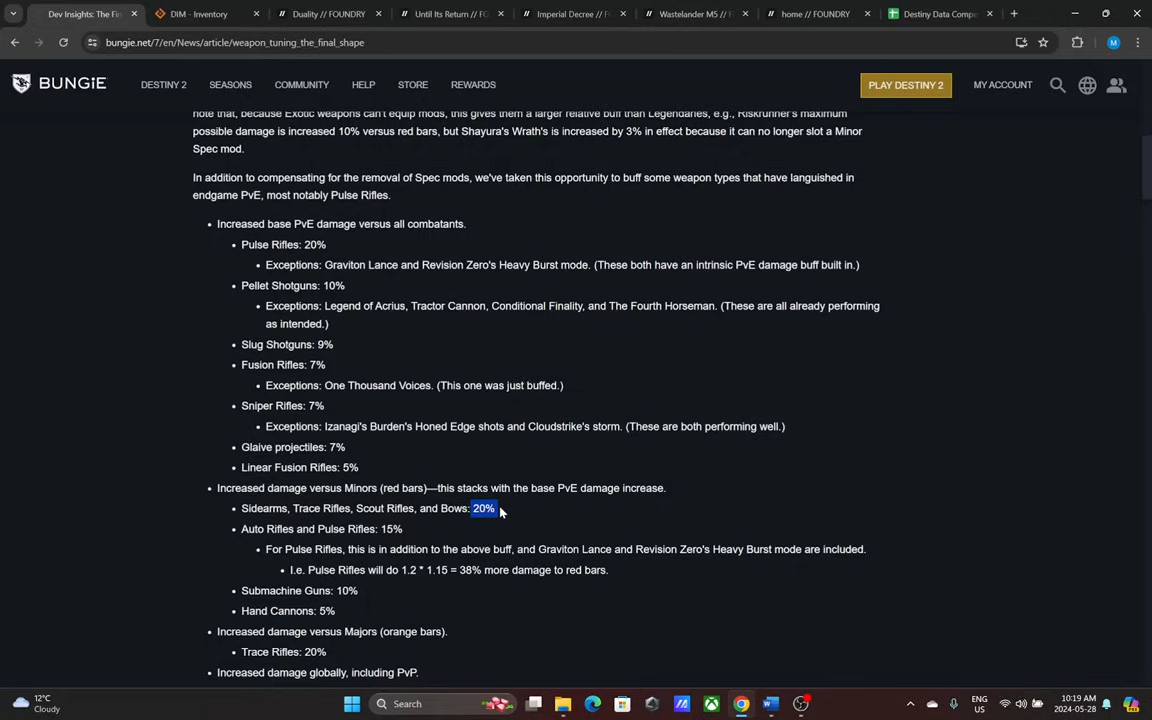 Dev Insights: The Fin
DIM - Inventory
Duality // FOUNDRY
Until Its Return // FO
Imperial Decree // F
Wastelander M5 // F
home // FOUNDRY
Destiny Data Compe
bungie.net/7/en/News/article/weapon_tuning_the_final_shape
M
BUNGiE
DESTINY 2
SEASONS
COMMUNITY
HELP
STORE
REWARDS
PLAY DESTINY 2
MY ACCOUNT
note that, because Exotic weapons can't equip mods, this gives them a larger relative buff than Legendaries, e.g., Riskrunner's maximum
possible damage is increased 10% versus red bars, but Shayura's Wrath's is increased by 3% in effect because it can no longer slot a Minor
Spec mod.
In addition to compensating for the removal of Spec mods, we've taken this opportunity to buff some weapon types that have languished in
endgame PvE, most notably Pulse Rifles.
• Increased base PvE damage versus all combatants.
• Pulse Rifles: 20%
• Exceptions: Graviton Lance and Revision Zero's Heavy Burst mode. (These both have an intrinsic PvE damage buff built in.)
• Pellet Shotguns: 10%
• Exceptions: Legend of Acrius, Tractor Cannon, Conditional Finality, and The Fourth Horseman. (These are all already performing
as intended.)
• Slug Shotguns: 9%
• Fusion Rifles: 7%
• Exceptions: One Thousand Voices. (This one was just buffed.)
• Sniper Rifles: 7%
• Exceptions: Izanagi's Burden's Honed Edge shots and Cloudstrike's storm. (These are both performing well.)
• Glaive projectiles: 7%
• Linear Fusion Rifles: 5%
• Increased damage versus Minors (red bars)—this stacks with the base PvE damage increase.
• Sidearms, Trace Rifles, Scout Rifles, and Bows: 20%
• Auto Rifles and Pulse Rifles: 15%
• For Pulse Rifles, this is in addition to the above buff, and Graviton Lance and Revision Zero's Heavy Burst mode are included.
• I.e. Pulse Rifles will do 1.2 * 1.15 = 38% more damage to red bars.
• Submachine Guns: 10%
• Hand Cannons: 5%
• Increased damage versus Majors (orange bars).
• Trace Rifles: 20%
• Increased damage globally, including PvP.
12°C
Cloudy
Search
ENG
US
10:19 AM
2024-05-28